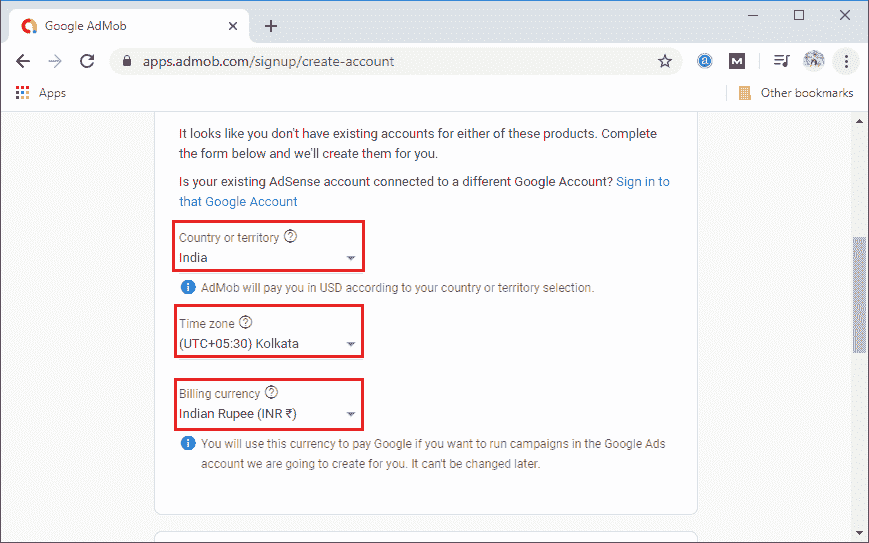 Google AdMob
apps.admob.com/signup/create-account
Apps
Other bookmarks
It looks like you don't have existing accounts for either of these products. Complete
the form below and we'll create them for you.
Is your existing AdSense account connected to a different Google Account? Sign in to
that Google Account
Country or territory
India
AdMob will pay you in USD according to your country or territory selection.
Time zone
(UTC+05:30) Kolkata
Billing currency
Indian Rupee (INR ₹)
You will use this currency to pay Google if you want to run campaigns in the Google Ads
account we are going to create for you. It can't be changed later.